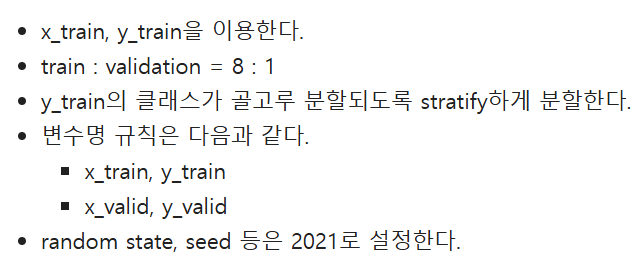 • x_train, y_train을 이용한다.
• train : validation = 8 : 1
• y_train의 클래스가 골고루 분할되도록 stratify하게 분할한다.
• 변수명 규칙은 다음과 같다.
▪ x_train, y_train
▪ x_valid, y_valid
• random state, seed 등은 2021로 설정한다.